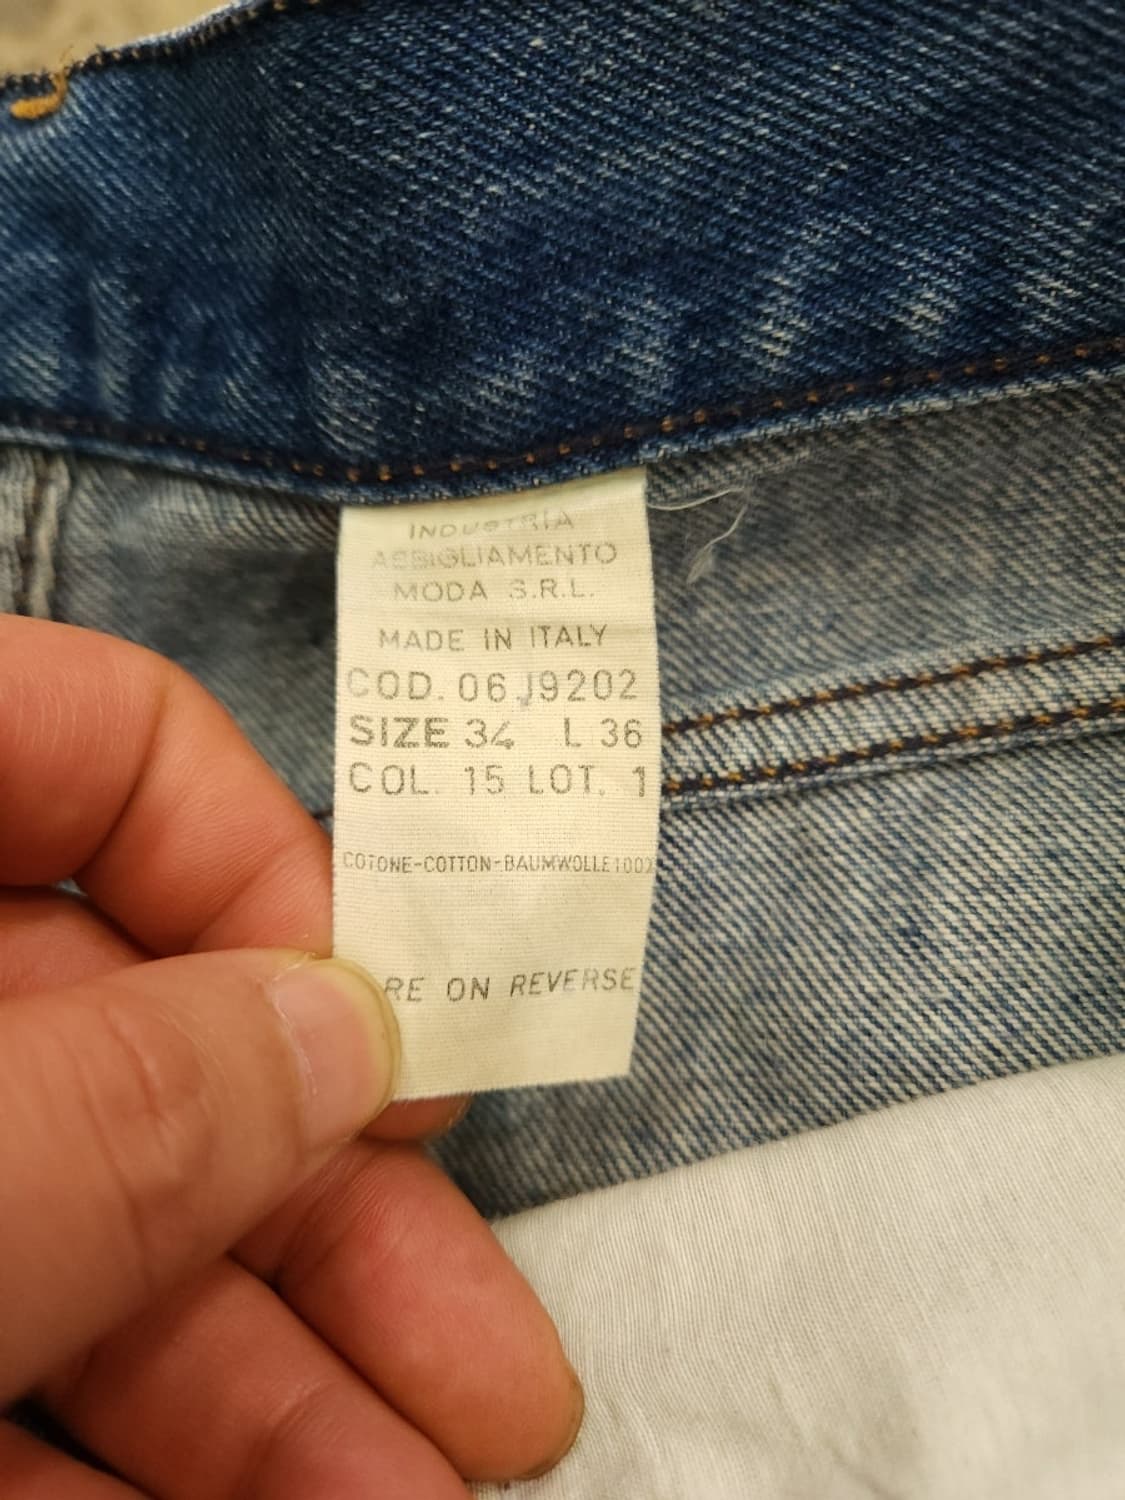 INDUSTRIA
ABBIGLIAMENTO
MODA S.R.L.
MADE IN ITALY
COD. 06 J9202
SIZE 34 L 36
COL. 15 LOT. 1
COTONE-COTTON-BAUMWOLLE 100%
RE ON REVERSE